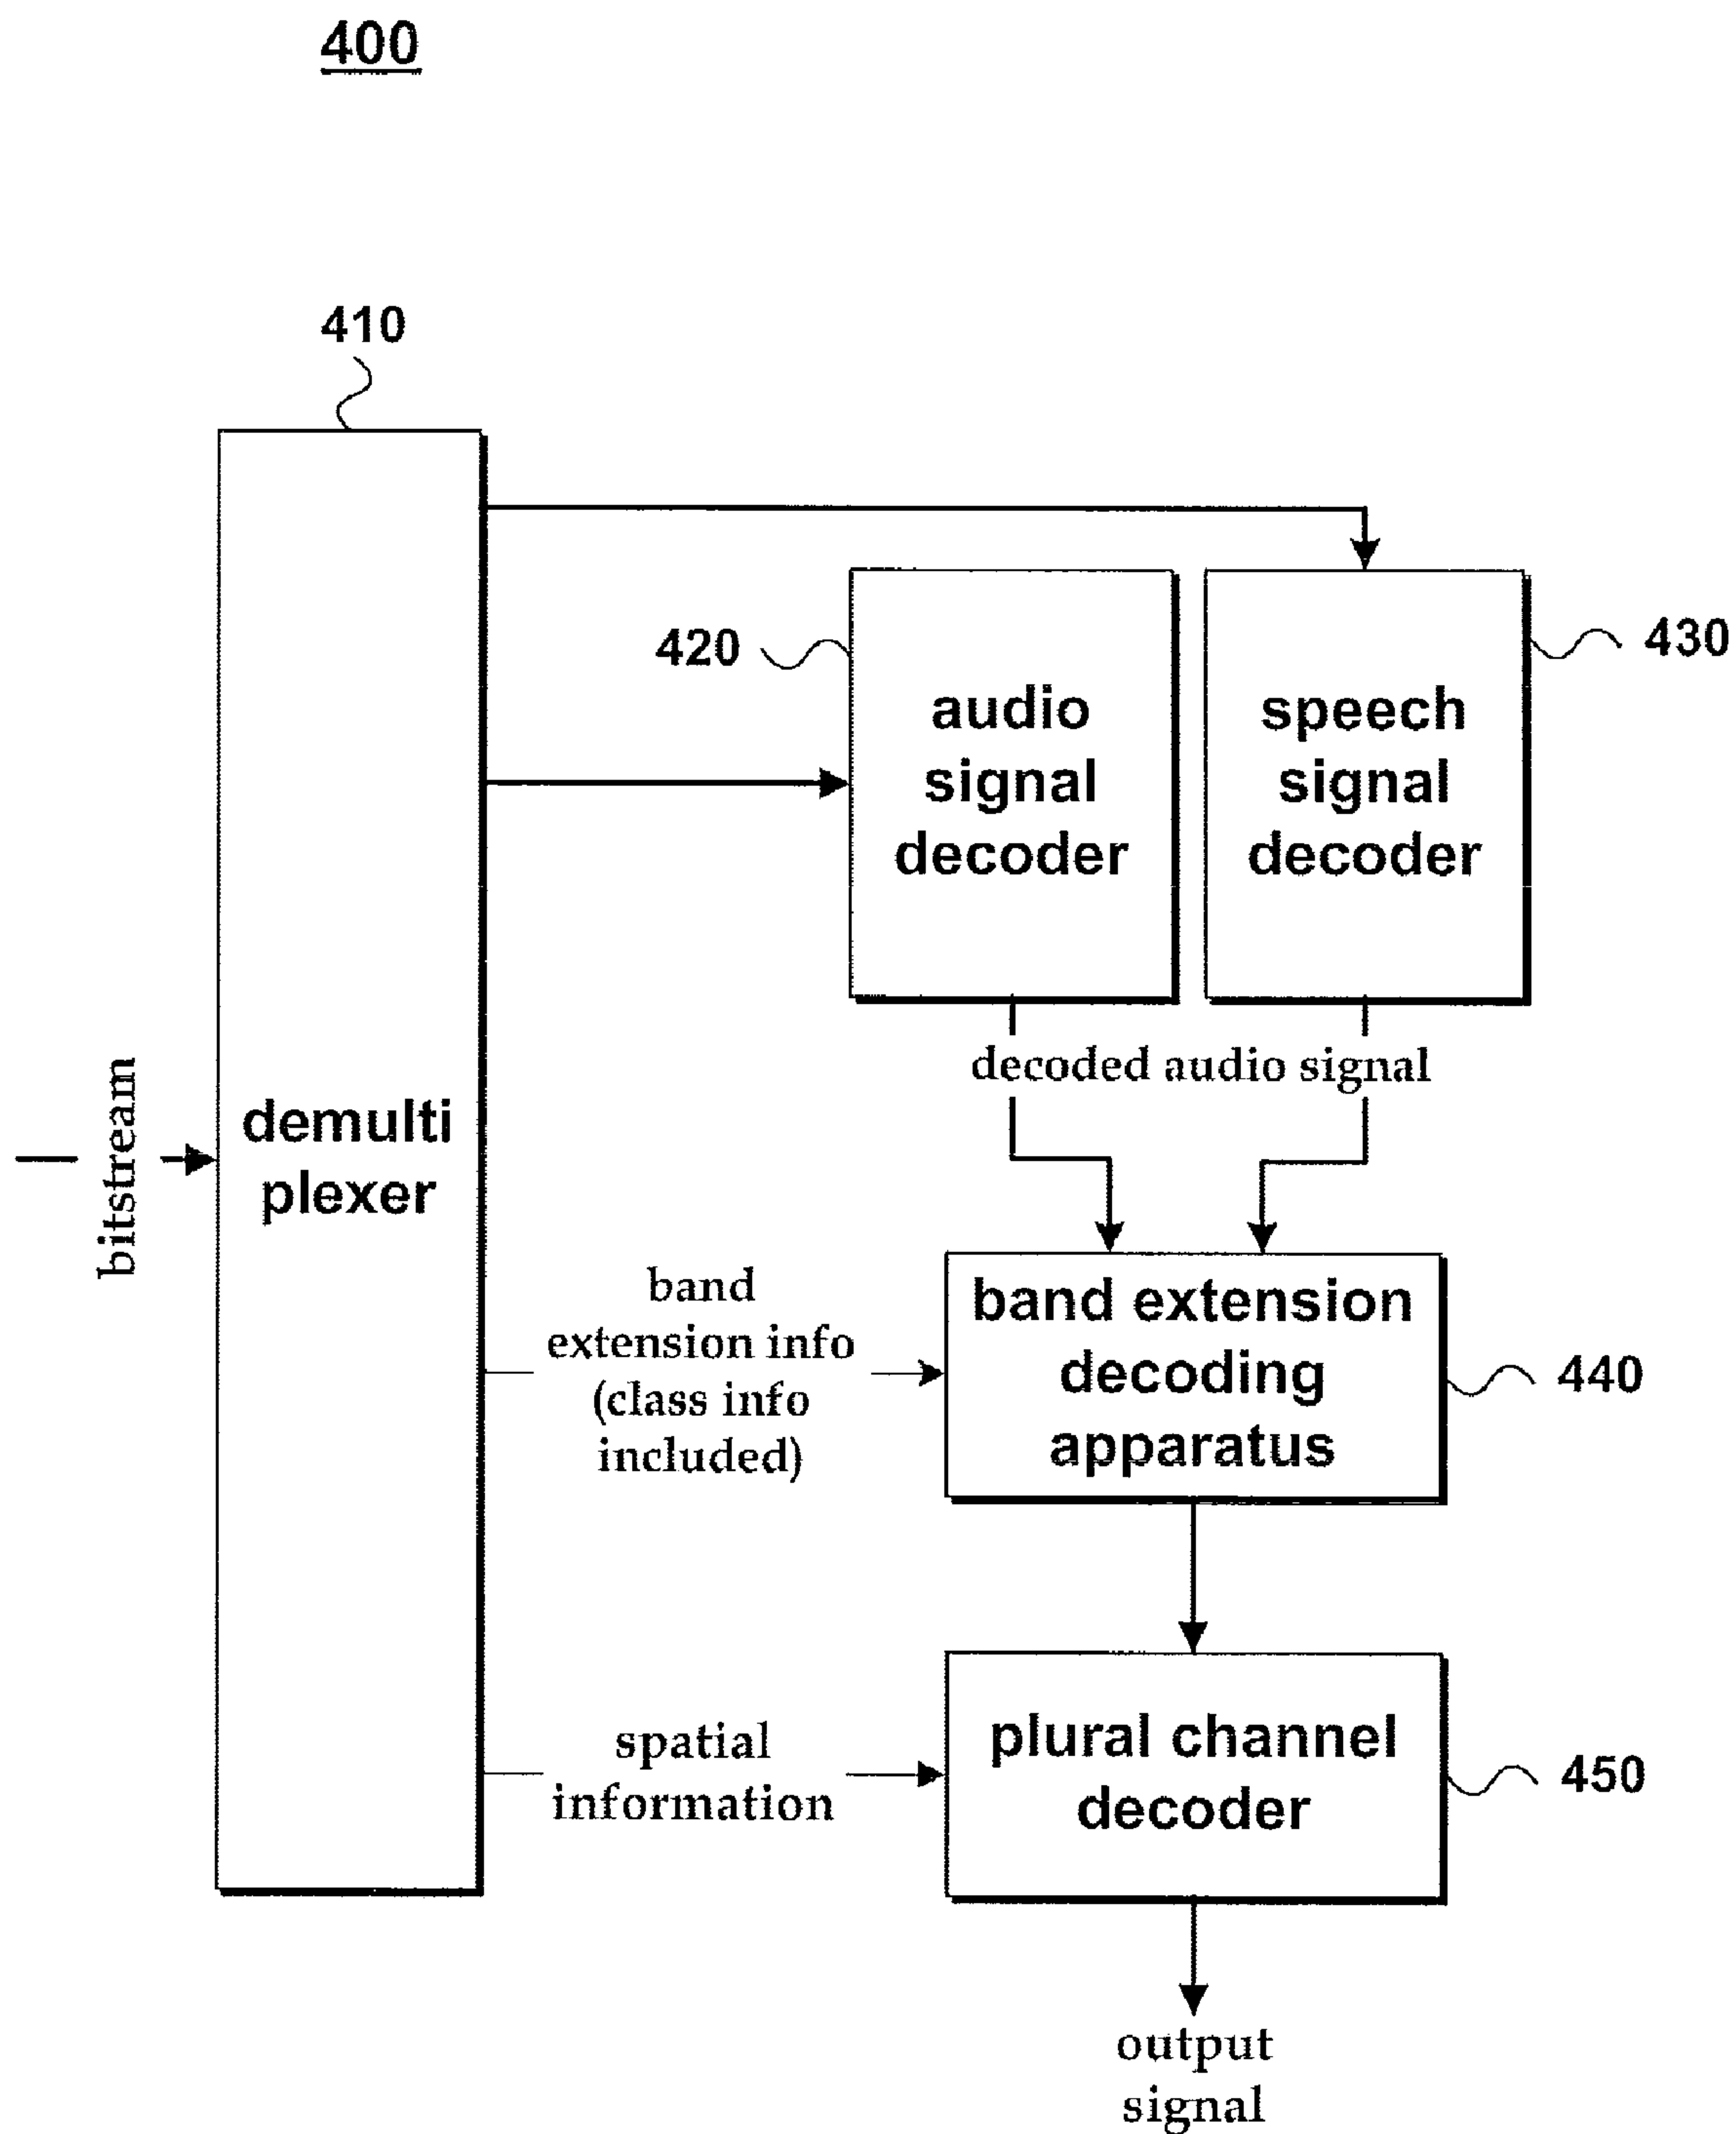 400
410
420
audio
signal
decoder
speech
signal
decoder
430
decoded audio signal
bitstream
demulti
plexer
band
extension info
(class info
included)
band extension
decoding
apparatus
440
spatial
information
plural channel
decoder
450
output
signal